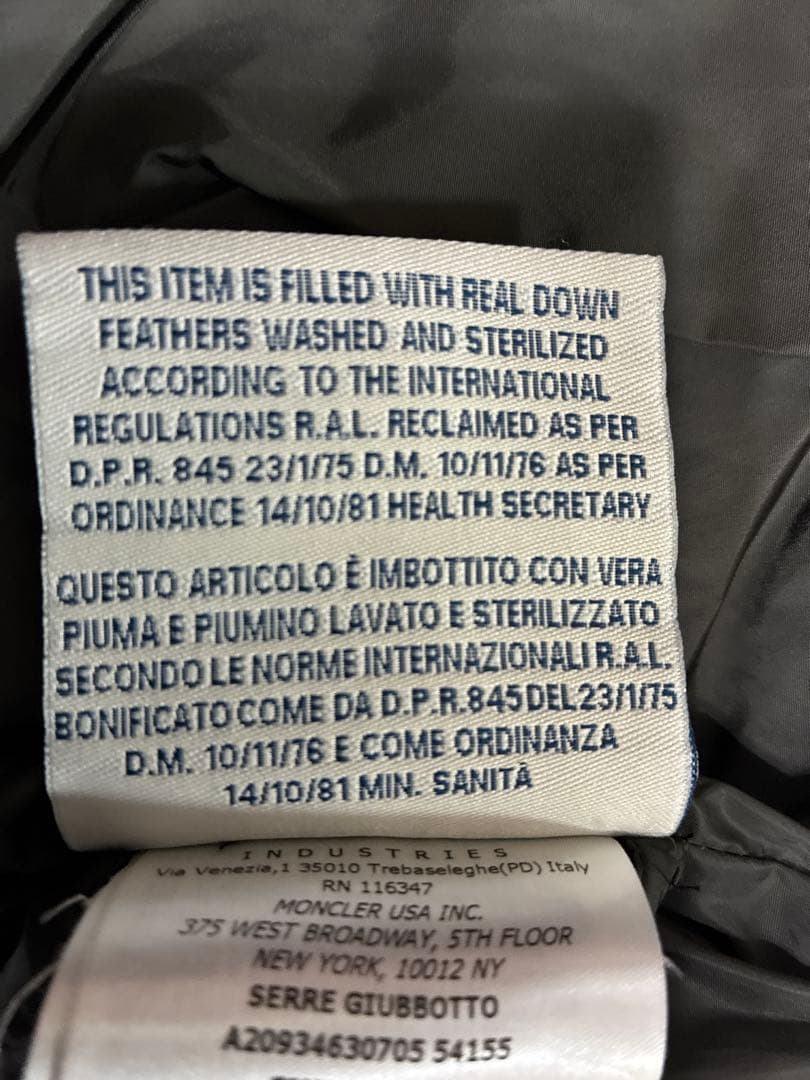 THIS ITEM IS FILLED WITH REAL DOWN
FEATHERS WASHED AND STERILIZED
ACCORDING TO THE INTERNATIONAL
REGULATIONS R.A.L. RECLAIMED AS PER
D.P.R. 845 23/1/75 D.M. 10/11/76 AS PER
ORDINANCE 14/10/81 HEALTH SECRETARY
QUESTO ARTICOLO È IMBOTTITO CON VERA
PIUMA E PIUMINO LAVATO E STERILIZZATO
SECONDO LE NORME INTERNAZIONALI R.A.L.
BONIFICATO COME DA D.P.R.845 DEL 23/1/75
D.M. 10/11/76 E COME ORDINANZA
14/10/81 MIN. SANITÀ
INDUSTRIES
Via Venezia,1 35010 Trebaseleghe(PD) Italy
RN 116347
MONCLER USA INC.
375 WEST BROADWAY, 5TH FLOOR
NEW YORK, 10012 NY
SERRE GIUBBOTTO
A20934630705 54155